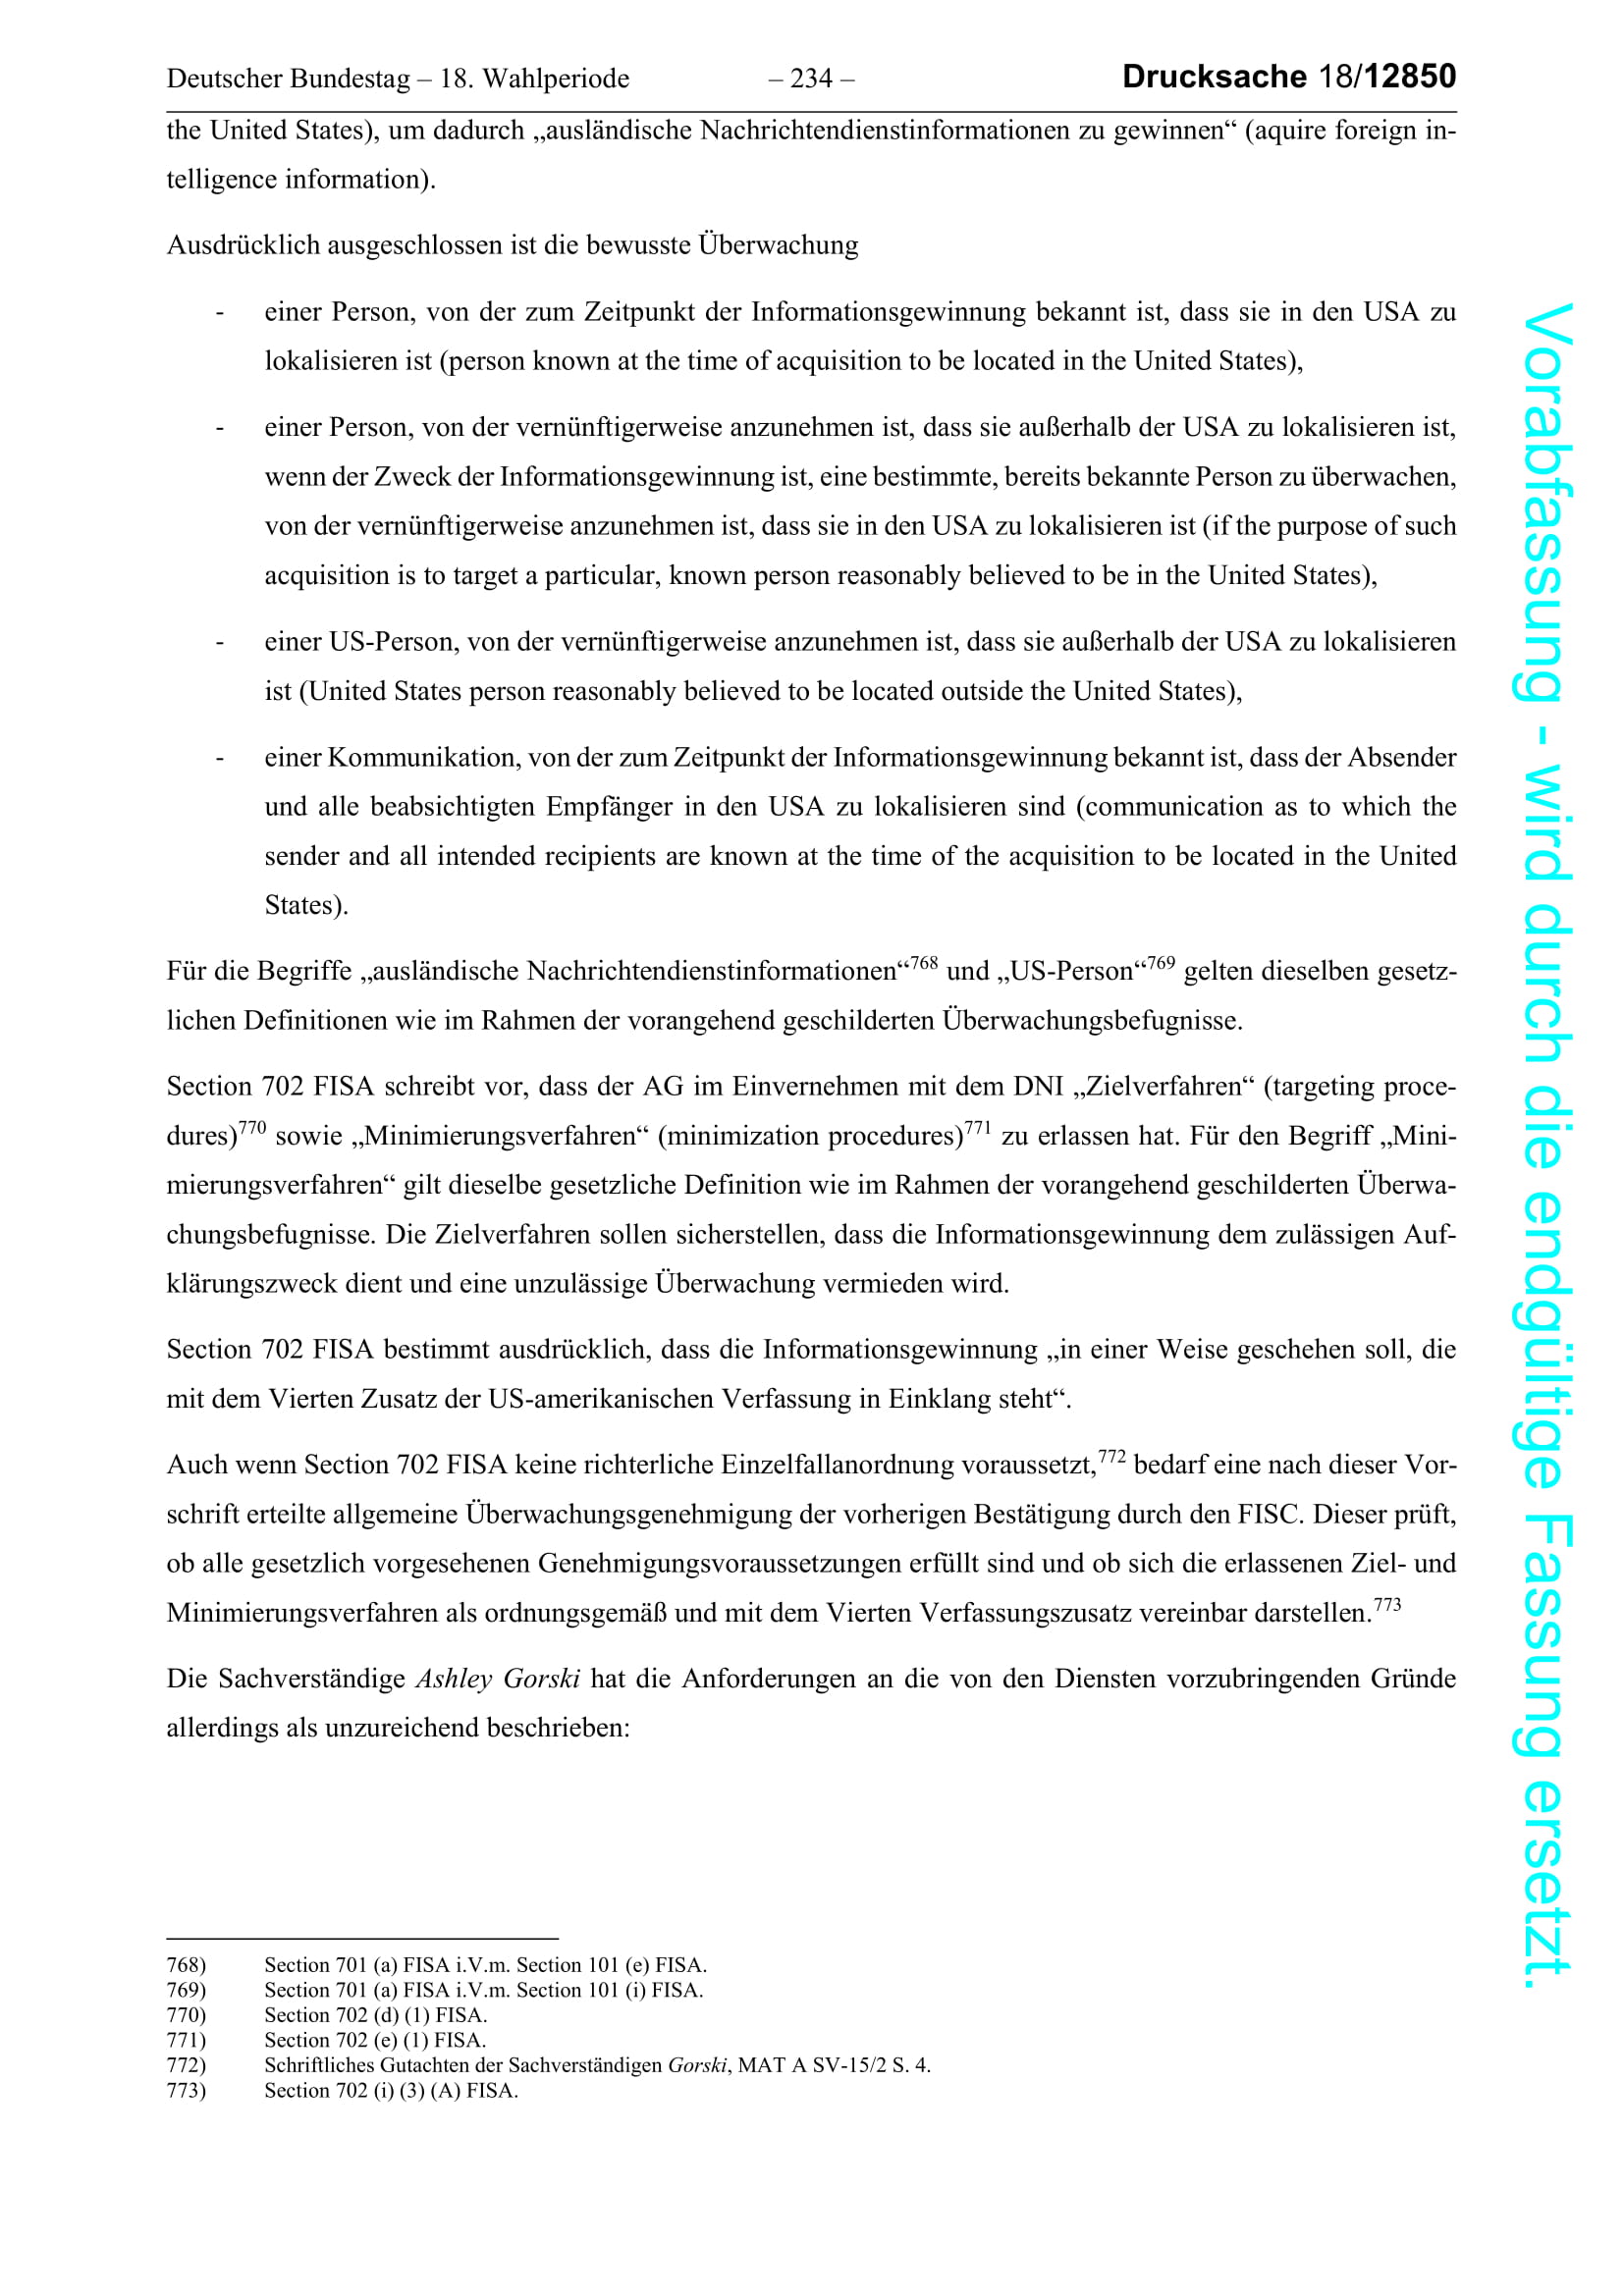 Deutscher Bundestag – 18. Wahlperiode – 234 – Drucksache 18/12850
the United States), um dadurch „ausländische Nachrichtendienstinformationen zu gewinnen“ (aquire foreign in-
telligence information).
Ausdrücklich ausgeschlossen ist die bewusste Überwachung
- einer Person, von der zum Zeitpunkt der Informationsgewinnung bekannt ist, dass sie in den USA zu
lokalisieren ist (person known at the time of acquisition to be located in the United States),
- einer Person, von der vernünftigerweise anzunehmen ist, dass sie außerhalb der USA zu lokalisieren ist,
wenn der Zweck der Informationsgewinnung ist, eine bestimmte, bereits bekannte Person zu überwachen,
von der vernünftigerweise anzunehmen ist, dass sie in den USA zu lokalisieren ist (if the purpose of such
acquisition is to target a particular, known person reasonably believed to be in the United States),
- einer US-Person, von der vernünftigerweise anzunehmen ist, dass sie außerhalb der USA zu lokalisieren
ist (United States person reasonably believed to be located outside the United States),
- einer Kommunikation, von der zum Zeitpunkt der Informationsgewinnung bekannt ist, dass der Absender
und alle beabsichtigten Empfänger in den USA zu lokalisieren sind (communication as to which the
sender and all intended recipients are known at the time of the acquisition to be located in the United
States).
Für die Begriffe „ausländische Nachrichtendienstinformationen“768 und „US-Person“769 gelten dieselben gesetz-
lichen Definitionen wie im Rahmen der vorangehend geschilderten Überwachungsbefugnisse.
Section 702 FISA schreibt vor, dass der AG im Einvernehmen mit dem DNI „Zielverfahren“ (targeting proce-
dures)770 sowie „Minimierungsverfahren“ (minimization procedures)771 zu erlassen hat. Für den Begriff „Mini-
mierungsverfahren“ gilt dieselbe gesetzliche Definition wie im Rahmen der vorangehend geschilderten Überwa-
chungsbefugnisse. Die Zielverfahren sollen sicherstellen, dass die Informationsgewinnung dem zulässigen Auf-
klärungszweck dient und eine unzulässige Überwachung vermieden wird.
Section 702 FISA bestimmt ausdrücklich, dass die Informationsgewinnung „in einer Weise geschehen soll, die
mit dem Vierten Zusatz der US-amerikanischen Verfassung in Einklang steht“.
Auch wenn Section 702 FISA keine richterliche Einzelfallanordnung voraussetzt,772 bedarf eine nach dieser Vor-
schrift erteilte allgemeine Überwachungsgenehmigung der vorherigen Bestätigung durch den FISC. Dieser prüft,
ob alle gesetzlich vorgesehenen Genehmigungsvoraussetzungen erfüllt sind und ob sich die erlassenen Ziel- und
Minimierungsverfahren als ordnungsgemäß und mit dem Vierten Verfassungszusatz vereinbar darstellen.773
Die Sachverständige Ashley Gorski hat die Anforderungen an die von den Diensten vorzubringenden Gründe
allerdings als unzureichend beschrieben:
768) Section 701 (a) FISA i.V.m. Section 101 (e) FISA.
769) Section 701 (a) FISA i.V.m. Section 101 (i) FISA.
770) Section 702 (d) (1) FISA.
771) Section 702 (e) (1) FISA.
772) Schriftliches Gutachten der Sachverständigen Gorski, MAT A SV-15/2 S. 4.
773) Section 702 (i) (3) (A) FISA.
Vorabfassung - wird durch die endgültige Fassung ersetzt.